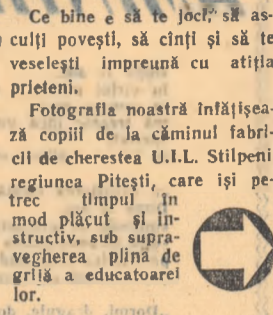 Ce bine e să te joci, să as-
culți povești, să cînți și să te
veselești împreună cu atîția
prieteni.
Fotografia noastră înfățișea-
ză copiii de la căminul fabri-
cii de cherestea U.I.L. Stîlpeni
regiunea Pitești, care iși pe-
trec timpul în
mod plăcut și in-
structiv, sub supra-
vegherea plină de
grijă a educatoarei
lor.